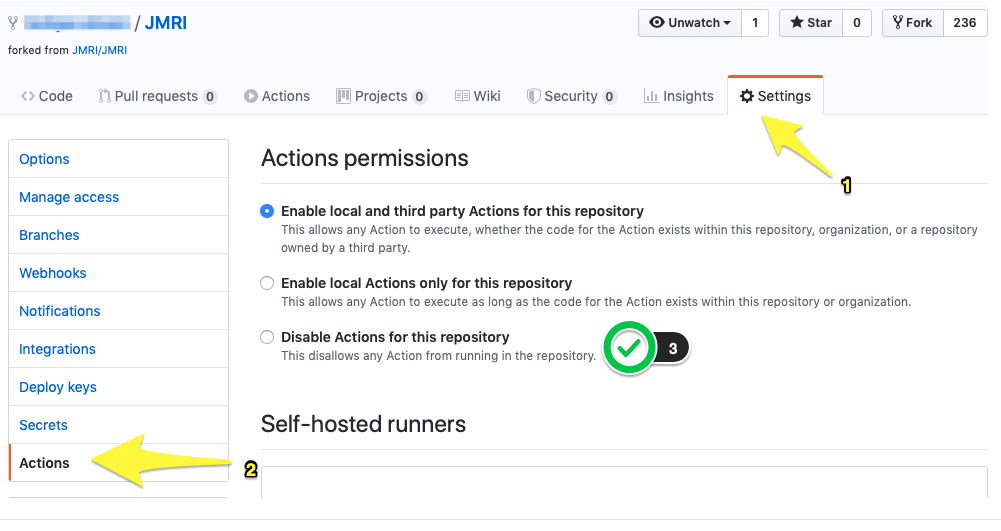 / JMRI
Unwatch 1 Star 0 Fork 236
forked from JMRI/JMRI
Code Pull requests 0 Actions Projects 0 Wiki Security 0 Insights Settings
1
Options
Manage access
Branches
Webhooks
Notifications
Integrations
Deploy keys
Secrets
Actions
2
Actions permissions
Enable local and third party Actions for this repository
This allows any Action to execute, whether the code for the Action exists within this repository, organization, or a repository
owned by a third party.
Enable local Actions only for this repository
This allows any Action to execute as long as the code for the Action exists within this repository or organization.
Disable Actions for this repository
This disallows any Action from running in the repository.
3
Self-hosted runners